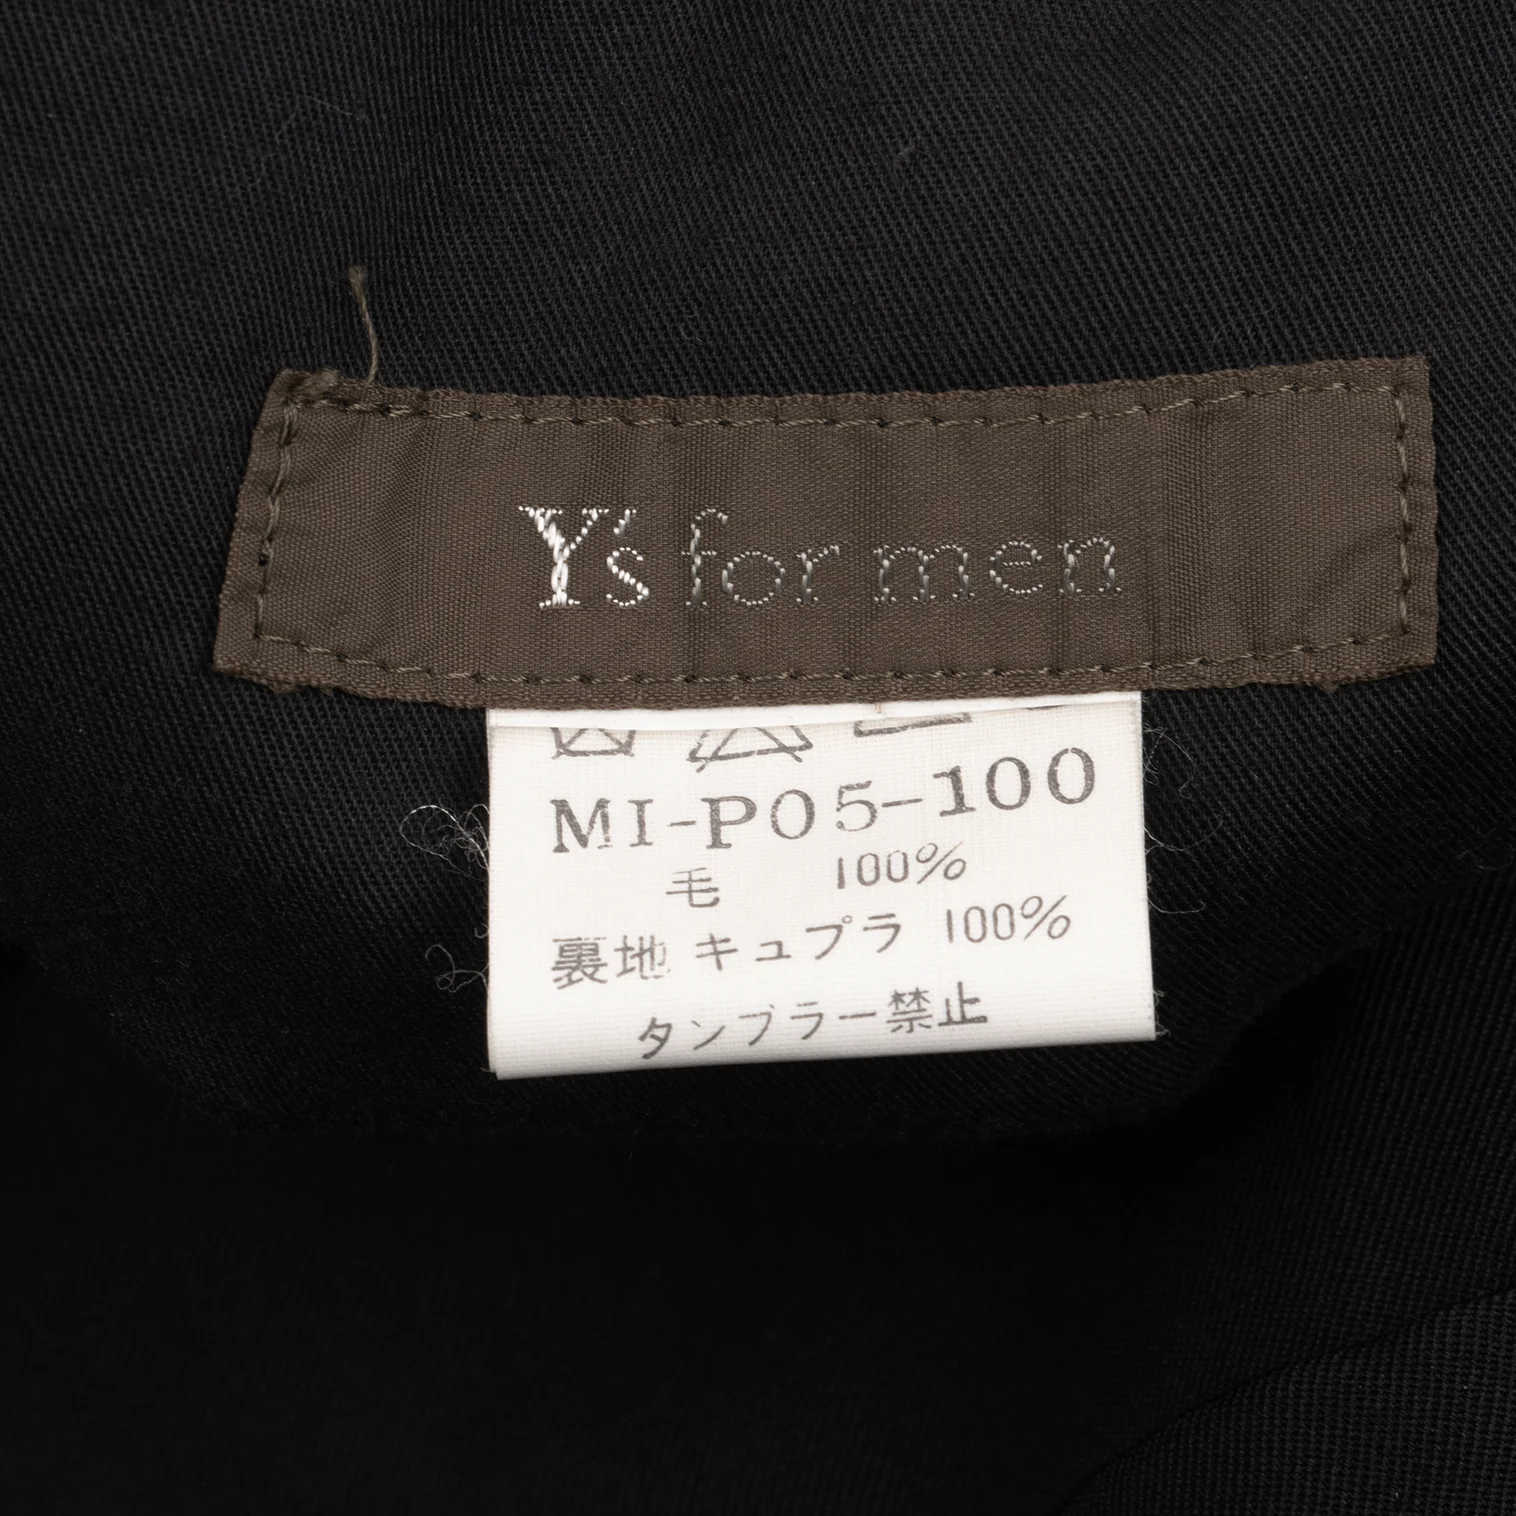 Y's for men
MI-P05-100
毛 100%
裏地 キュプラ 100%
タンブラー禁止